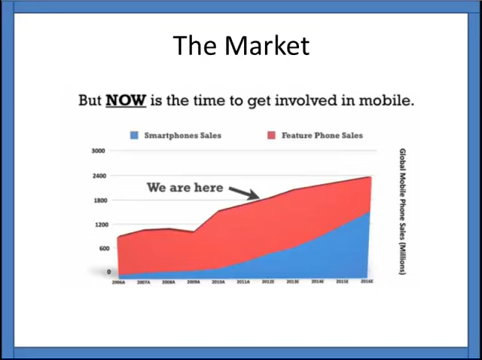 The Market
But NOW is the time to get involved in mobile.
Smartphones Sales Feature Phone Sales
3000
2400
We are here
1800
1200
600
0
2006A 2007A 2008A 2009A 2010A 2011A 2012E 2013E 2014E 2015E 2016E
Global Mobile Phone Sales (Millions)